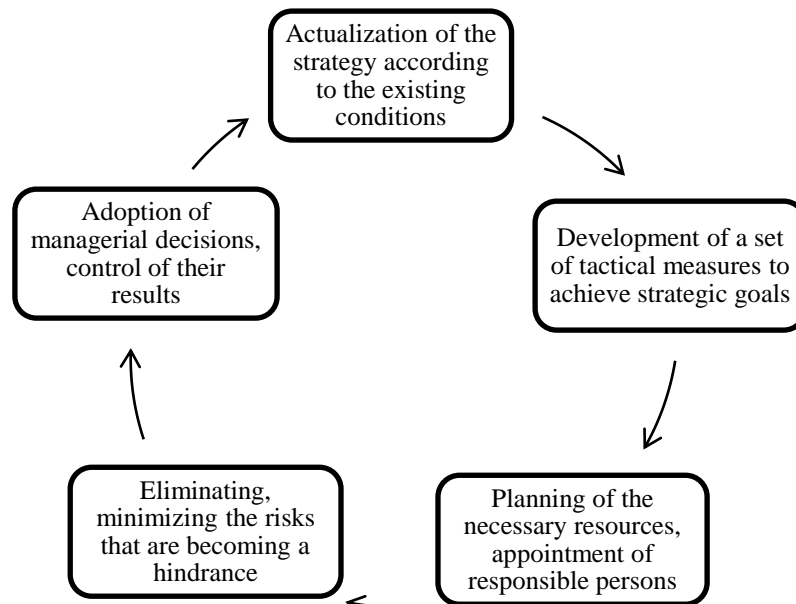 Actualization of the
strategy according
to the existing
conditions
Development of a set
of tactical measures to
achieve strategic goals
Planning of the
necessary resources,
appointment of
responsible persons
Eliminating,
minimizing the risks
that are becoming a
hindrance
Adoption of
managerial decisions,
control of their
results